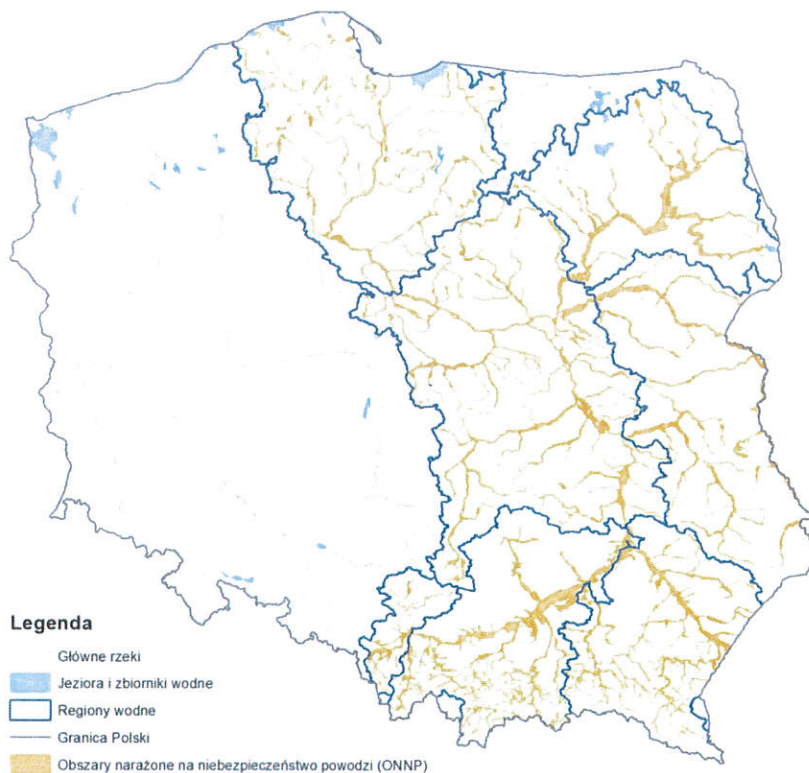 Legenda
Główne rzeki
Jeziora i zbiorniki wodne
Regiony wodne
Granica Polski
Obszary narażone na niebezpieczeństwo powodzi (ONNP)